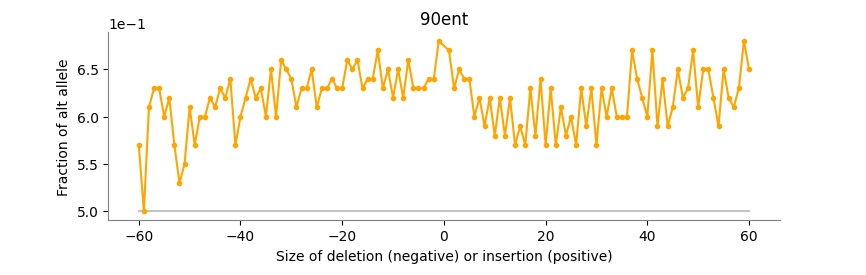 90ent
1e−1
Fraction of alt allele
6.5
6.0
5.5
5.0
−60 −40 −20 0 20 40 60
Size of deletion (negative) or insertion (positive)